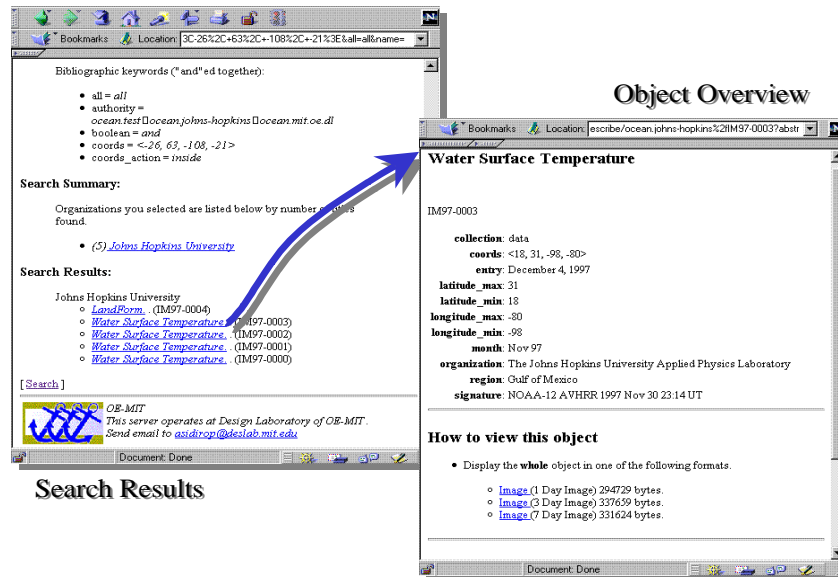 Bookmarks Location: 3C-26%2C+63%2C+-108%2C+-21%3E&all=all&name=
Bibliographic keywords ("and"ed together):
all = all
authority =
ocean.test▯ocean.johns-hopkins▯ocean.mit.oe.dl
boolean = and
coords = <-26, 63, -108, -21>
coords_action = inside
Search Summary:
Organizations you selected are listed below by number
found.
(5) Johns Hopkins University
Search Results:
Johns Hopkins University
LandForm. . (IM97-0004)
Water Surface Temperature. . (IM97-0003)
Water Surface Temperature. . (IM97-0002)
Water Surface Temperature. . (IM97-0001)
Water Surface Temperature. . (IM97-0000)
[ Search ]
OE-MIT
This server operates at Design Laboratory of OE-MIT .
Send email to asidirop@deslab.mit.edu
Document: Done
Search Results
Object Overview
Bookmarks Location: escribe/ocean.johns-hopkins%2fIM97-0003?abstr
Water Surface Temperature
IM97-0003
collection: data
coords: <18, 31, -98, -80>
entry: December 4, 1997
latitude_max: 31
latitude_min: 18
longitude_max: -80
longitude_min: -98
month: Nov 97
organization: The Johns Hopkins University Applied Physics Laboratory
region: Gulf of Mexico
signature: NOAA-12 AVHRR 1997 Nov 30 23:14 UT
How to view this object
Display the whole object in one of the following formats.
Image (1 Day Image) 294729 bytes.
Image (3 Day Image) 337659 bytes.
Image (7 Day Image) 331624 bytes.
Document: Done